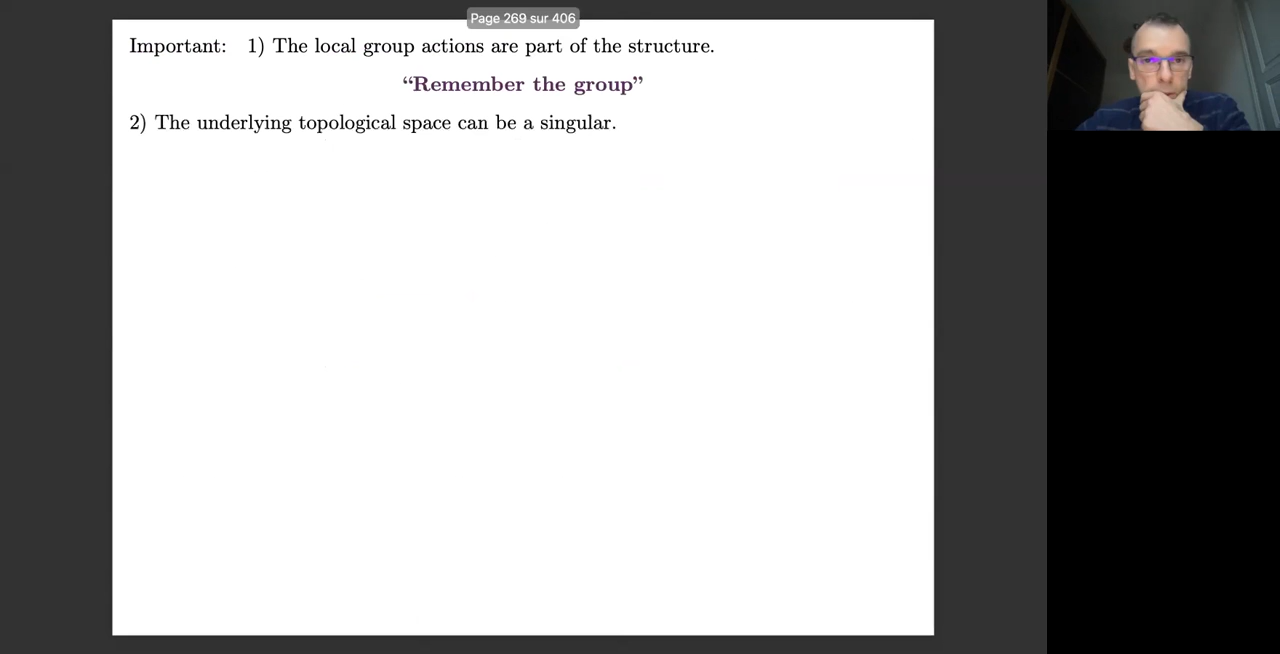 Page 269 sur 406
Important: 1) The local group actions are part of the structure.
“Remember the group”
2) The underlying topological space can be a singular.